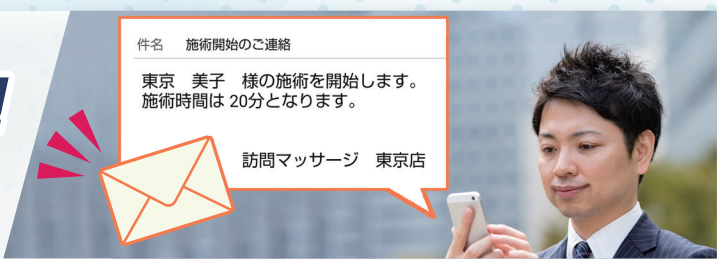 件名 施術開始のご連絡
東京 美子 様の施術を開始します。
施術時間は 20分となります。
訪問マッサージ 東京店